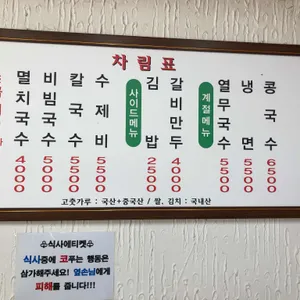 차림표
멸치국수 4000
비빔국수 5500
칼국수 5500
수제비 5500
사이드메뉴
김밥 2500
갈비만두 4000
계절메뉴
열무국수 5500
냉면 5500
콩국수 6500
고춧가루 : 국산+중국산 / 쌀, 김치 : 국내산
♧식사에티켓♧
식사중에 코푸는 행동은
삼가해주세요! 옆손님에게
피해를 줍니다!!!